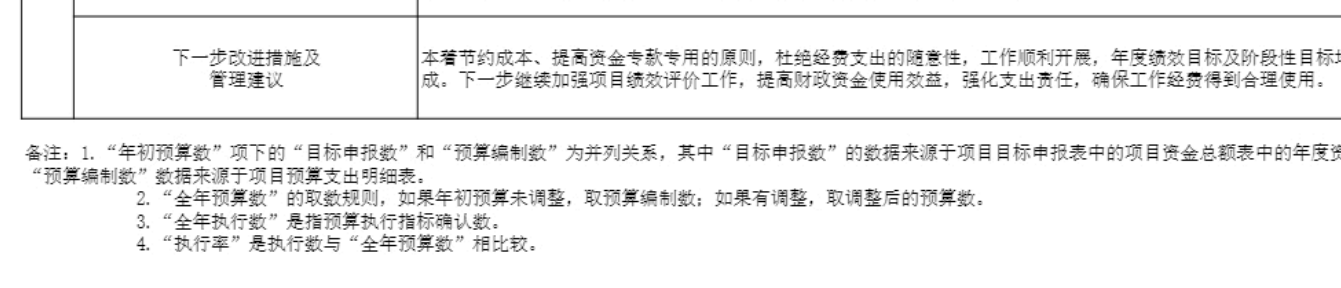 下一步改进措施及
管理建议
本着节约成本、提高资金专款专用的原则，杜绝经费支出的随意性，工作顺利开展，年度绩效目标及阶段性目标
成。下一步继续加强项目绩效评价工作，提高财政资金使用效益，强化支出责任，确保工作经费得到合理使用。
备注：1.“年初预算数”项下的“目标申报数”和“预算编制数”为并列关系，其中“目标申报数”的数据来源于项目目标申报表中的项目资金总额表中的年度资
“预算编制数”数据来源于项目预算支出明细表。
2.“全年预算数”的取数规则，如果年初预算未调整，取预算编制数；如果有调整，取调整后的预算数。
3.“全年执行数”是指预算执行指标确认数。
4.“执行率”是执行数与“全年预算数”相比较。